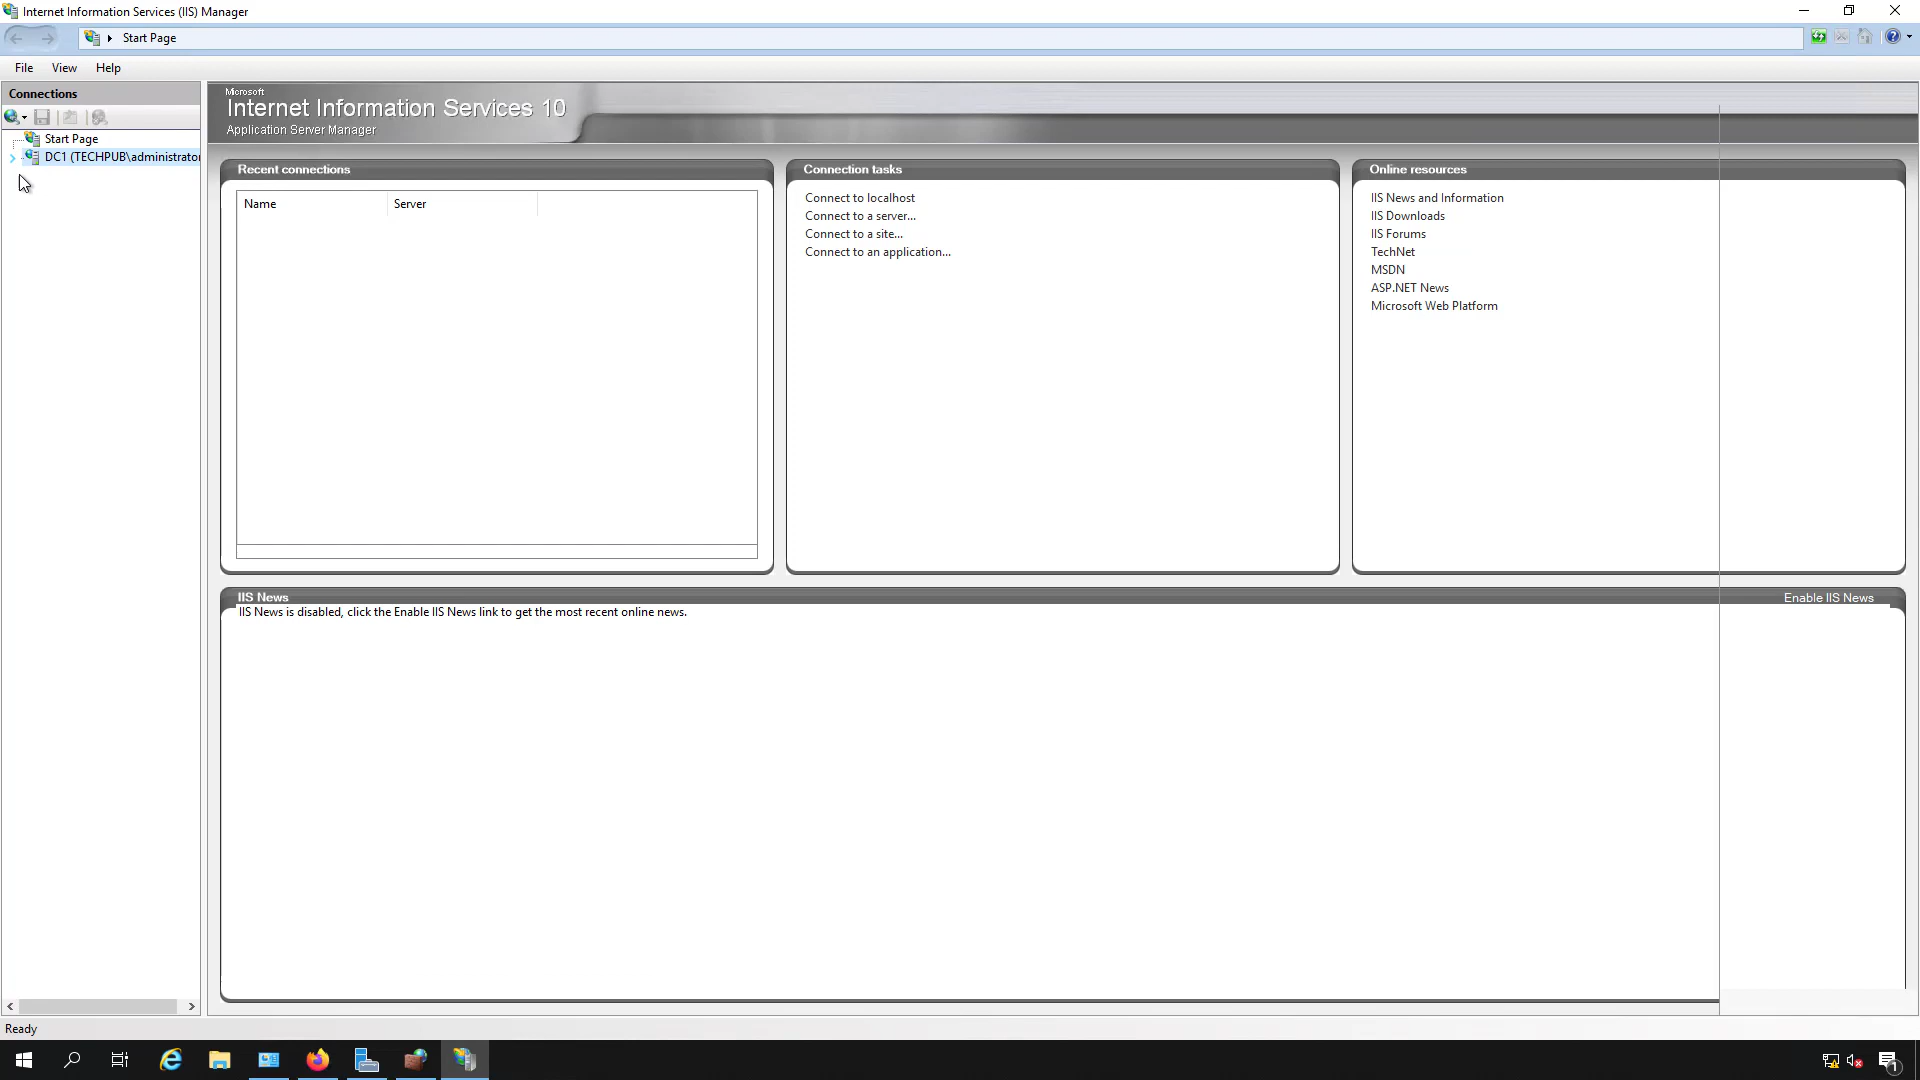 Internet Information Services (IIS) Manager
Start Page
File View Help
Connections
Start Page
DC1 (TECHPUB\administrator
Microsoft
Internet Information Services 10
Application Server Manager
Recent connections
Name Server
Connection tasks
Connect to localhost
Connect to a server...
Connect to a site...
Connect to an application...
Online resources
IIS News and Information
IIS Downloads
IIS Forums
TechNet
MSDN
ASP.NET News
Microsoft Web Platform
IIS News
Enable IIS News
IIS News is disabled, click the Enable IIS News link to get the most recent online news.
Ready
1